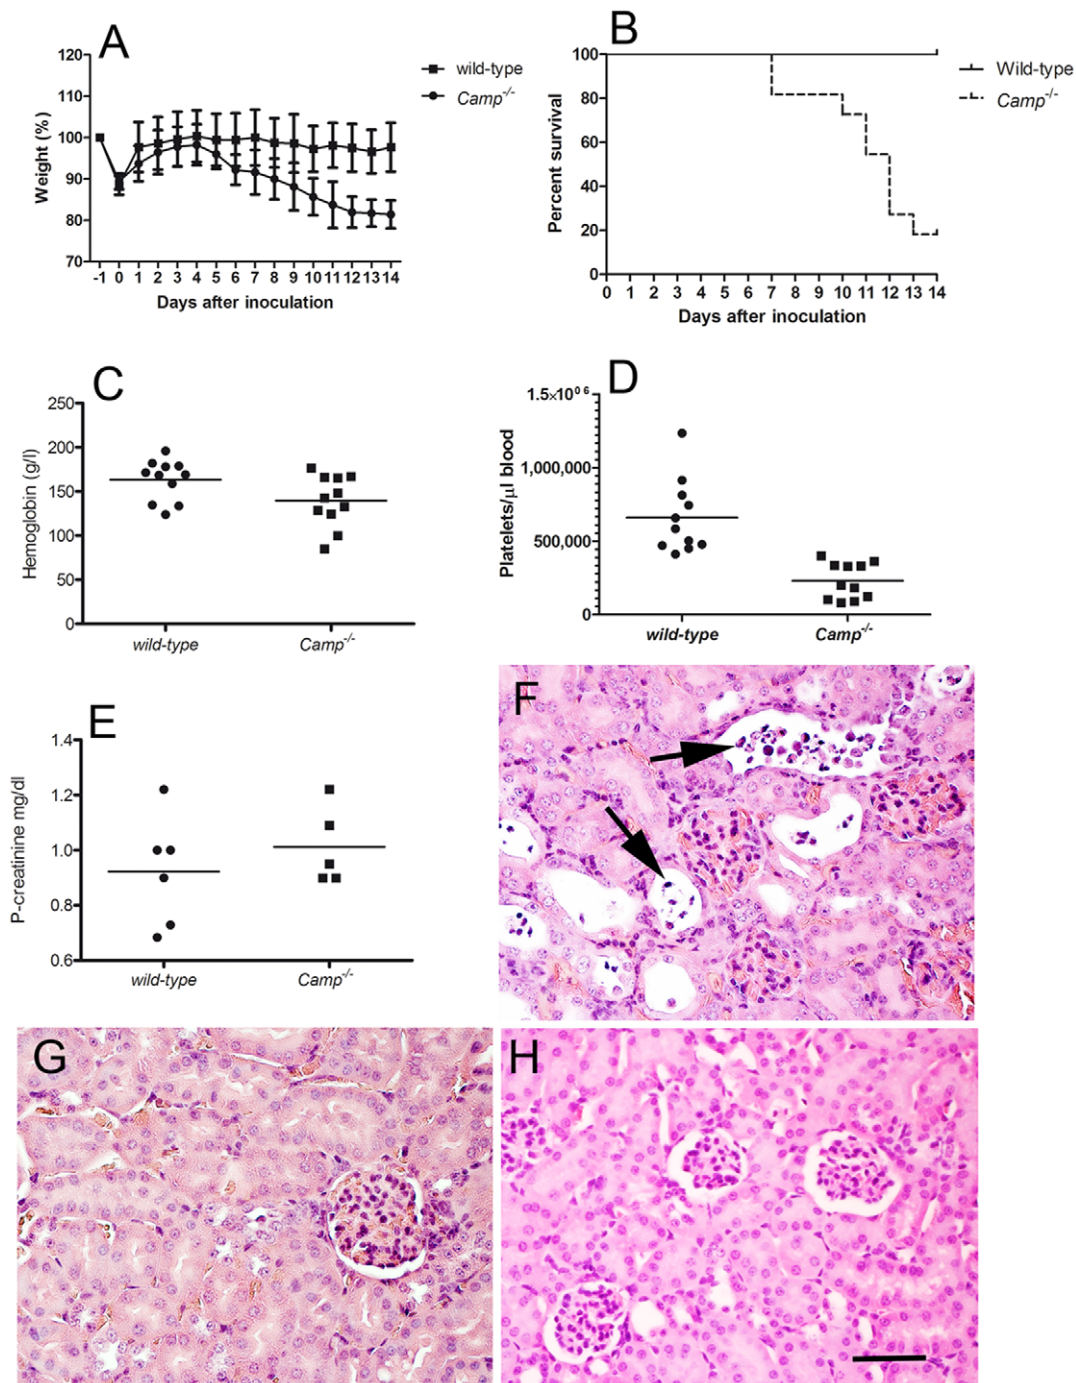 A
120
110
100
90
80
70
Weight (%)
-1 0 1 2 3 4 5 6 7 8 9 10 11 12 13 14
Days after inoculation
wild-type
Camp-/-
B
100
80
60
40
20
0
Percent survival
0 1 2 3 4 5 6 7 8 9 10 11 12 13 14
Days after inoculation
Wild-type
Camp-/-
C
250
200
150
100
50
0
Hemoglobin (g/l)
wild-type Camp-/-
D
1.5×10⁰⁶
1,000,000
500,000
0
Platelets/μl blood
wild-type Camp-/-
E
1.4
1.2
1.0
0.8
0.6
P-creatinine mg/dl
wild-type Camp-/-
F
G
H